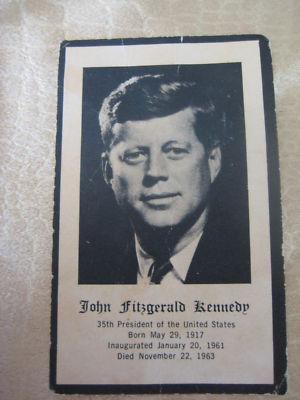 John Fitzgerald Kennedy
35th President of the United States
Born May 29, 1917
Inaugurated January 20, 1961
Died November 22, 1963